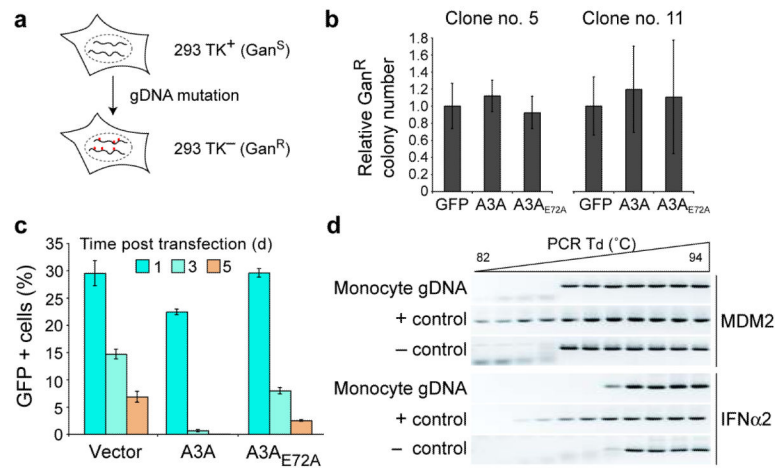 a
293 TK+ (GanS)
gDNA mutation
293 TK– (GanR)
b
Clone no. 5 Clone no. 11
Relative GanR
colony number
1.8
1.6
1.4
1.2
1.0
0.8
0.6
0.4
0.2
0
GFP A3A A3AE72A GFP A3A A3AE72A
c
Time post transfection (d)
1 3 5
GFP + cells (%)
35
30
25
20
15
10
5
0
Vector A3A A3AE72A
d
PCR Td (˚C)
82 94
Monocyte gDNA
+ control
– control
MDM2
Monocyte gDNA
+ control
– control
IFNα2